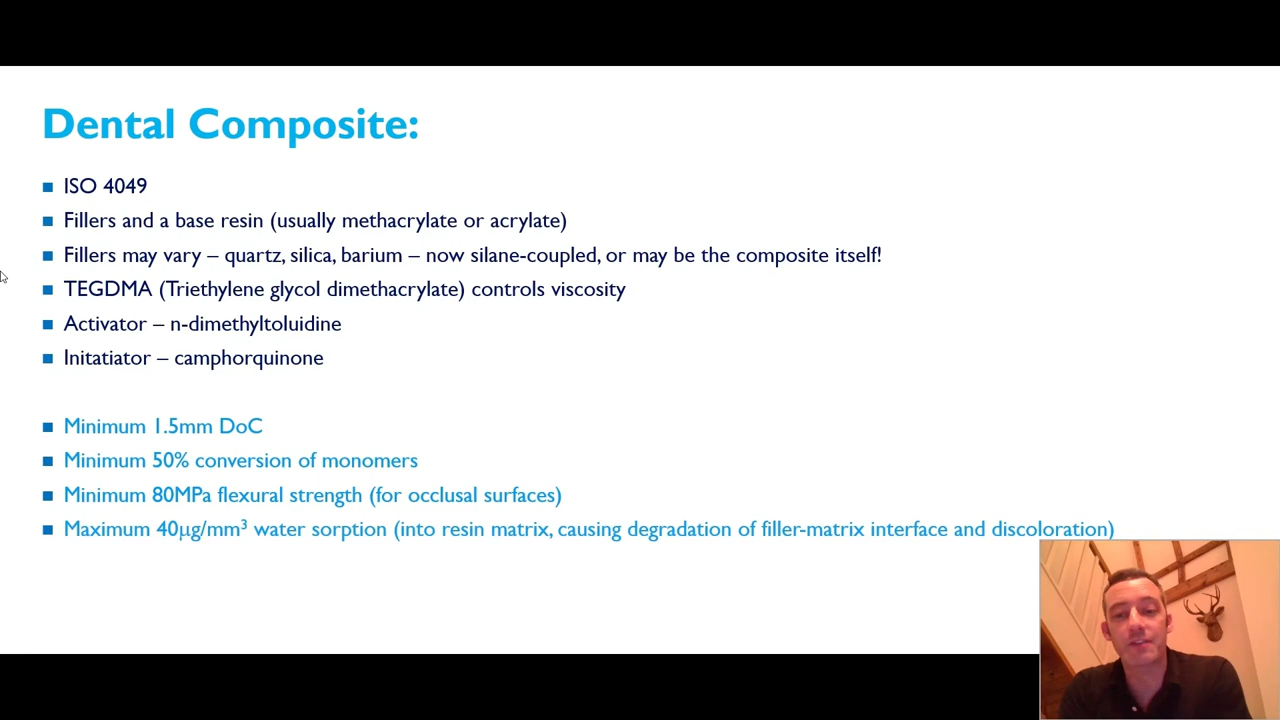 Dental Composite:
ISO 4049
Fillers and a base resin (usually methacrylate or acrylate)
Fillers may vary – quartz, silica, barium – now silane-coupled, or may be the composite itself!
TEGDMA (Triethylene glycol dimethacrylate) controls viscosity
Activator – n-dimethyltoluidine
Initatiator – camphorquinone
Minimum 1.5mm DoC
Minimum 50% conversion of monomers
Minimum 80MPa flexural strength (for occlusal surfaces)
Maximum 40µg/mm³ water sorption (into resin matrix, causing degradation of filler-matrix interface and discoloration)